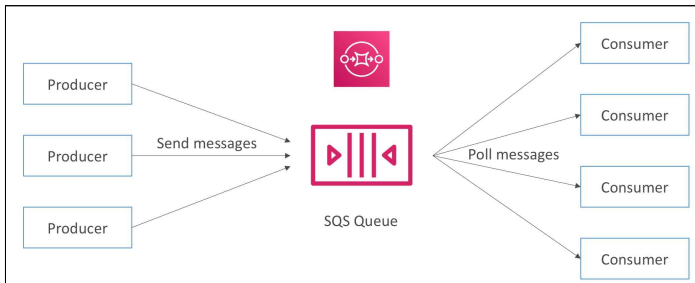 Producer
Producer
Producer
Send messages
SQS Queue
Poll messages
Consumer
Consumer
Consumer
Consumer